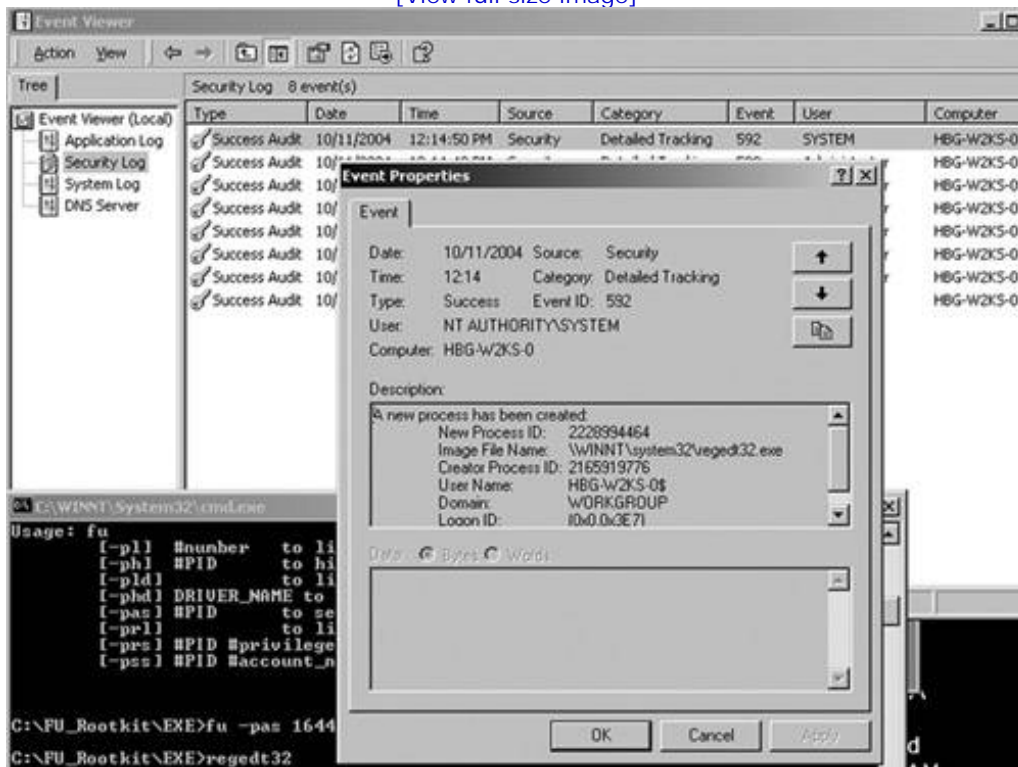 [View full size image]
Event Viewer
Action View
Tree
Security Log 8 event(s)
Type Date Time Source Category Event User Computer
Event Viewer (Local)
Application Log
Security Log
System Log
DNS Server
Success Audit 10/11/2004 12:14:50 PM Security Detailed Tracking 592 SYSTEM HBG-W2KS-0
Success Audit 10/ HBG-W2KS-0
Success Audit 10/ r HBG-W2KS-0
Success Audit 10/ r HBG-W2KS-0
Success Audit 10/ r HBG-W2KS-0
Success Audit 10/ r HBG-W2KS-0
Success Audit 10/ r HBG-W2KS-0
Success Audit 10/ HBG-W2KS-0
Event Properties
Event
Date: 10/11/2004 Source: Security
Time: 12:14 Category: Detailed Tracking
Type: Success Event ID: 592
User: NT AUTHORITY\SYSTEM
Computer: HBG-W2KS-0
Description:
A new process has been created:
New Process ID: 2228994464
Image File Name: \WINNT\system32\regedt32.exe
Creator Process ID: 2165919776
User Name: HBG-W2KS-0$
Domain: WORKGROUP
Logon ID: (0x0,0x3E7)
Data: Bytes Words
OK Cancel Apply
C:\WINNT\System32\cmd.exe
Usage: fu
[-pl] #number to li
[-ph] #PID to hi
[-pld] to li
[-phd] DRIVER_NAME to
[-pas] #PID to se
[-prl] to li
[-prs] #PID #privilege
[-pss] #PID #account_n
C:\FU_Rootkit\EXE>fu -pas 1644
C:\FU_Rootkit\EXE>regedt32
d